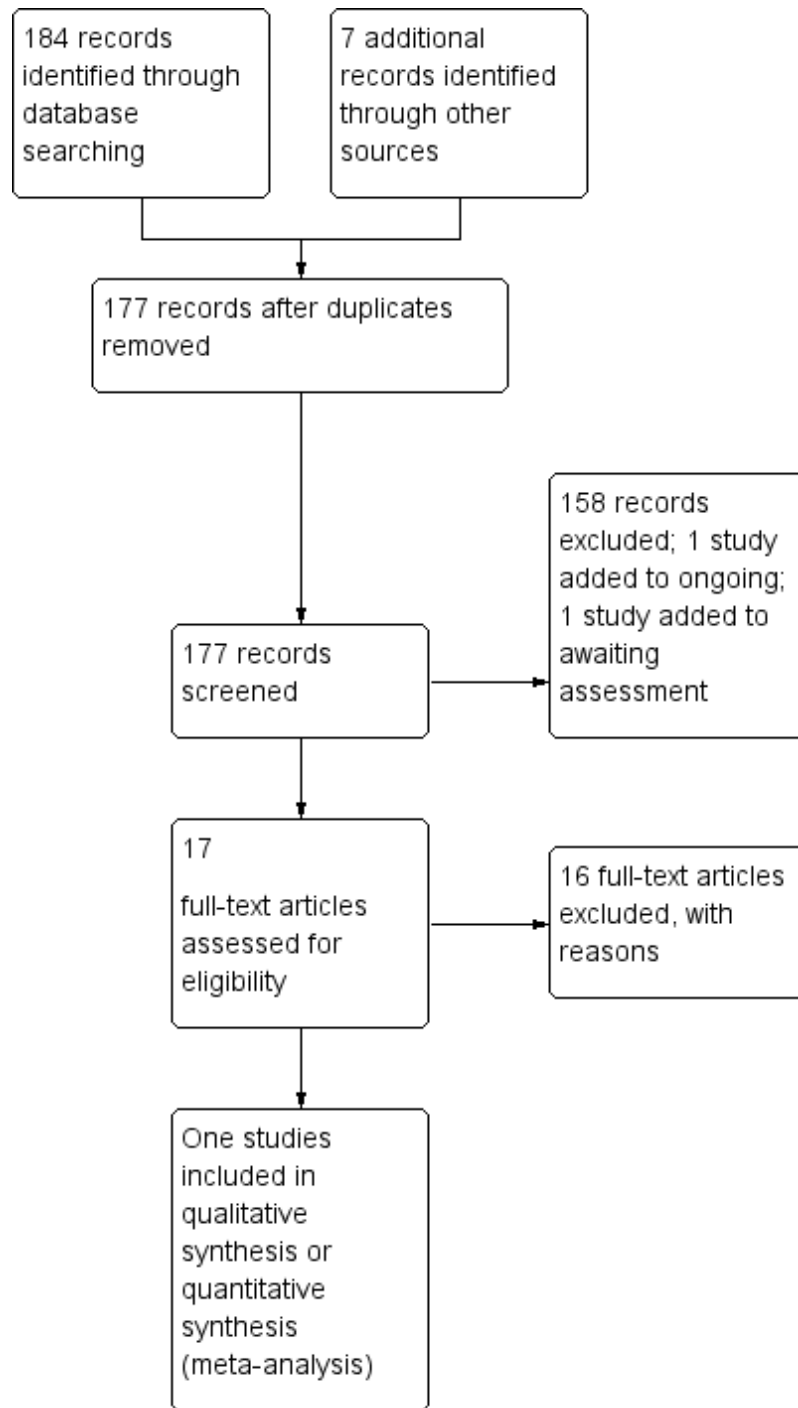 184 records
identified through
database
searching
7 additional
records identified
through other
sources
177 records after duplicates
removed
158 records
excluded; 1 study
added to ongoing;
1 study added to
awaiting
assessment
177 records
screened
17
full-text articles
assessed for
eligibility
16 full-text articles
excluded, with
reasons
One studies
included in
qualitative
synthesis or
quantitative
synthesis
(meta-analysis)